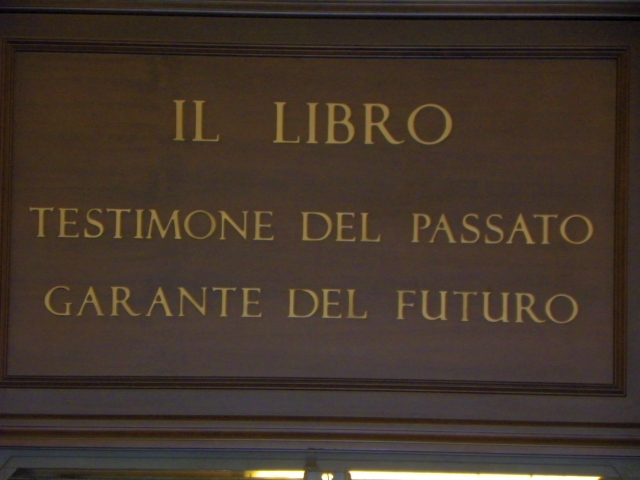 IL LIBRO
TESTIMONE DEL PASSATO
GARANTE DEL FUTURO